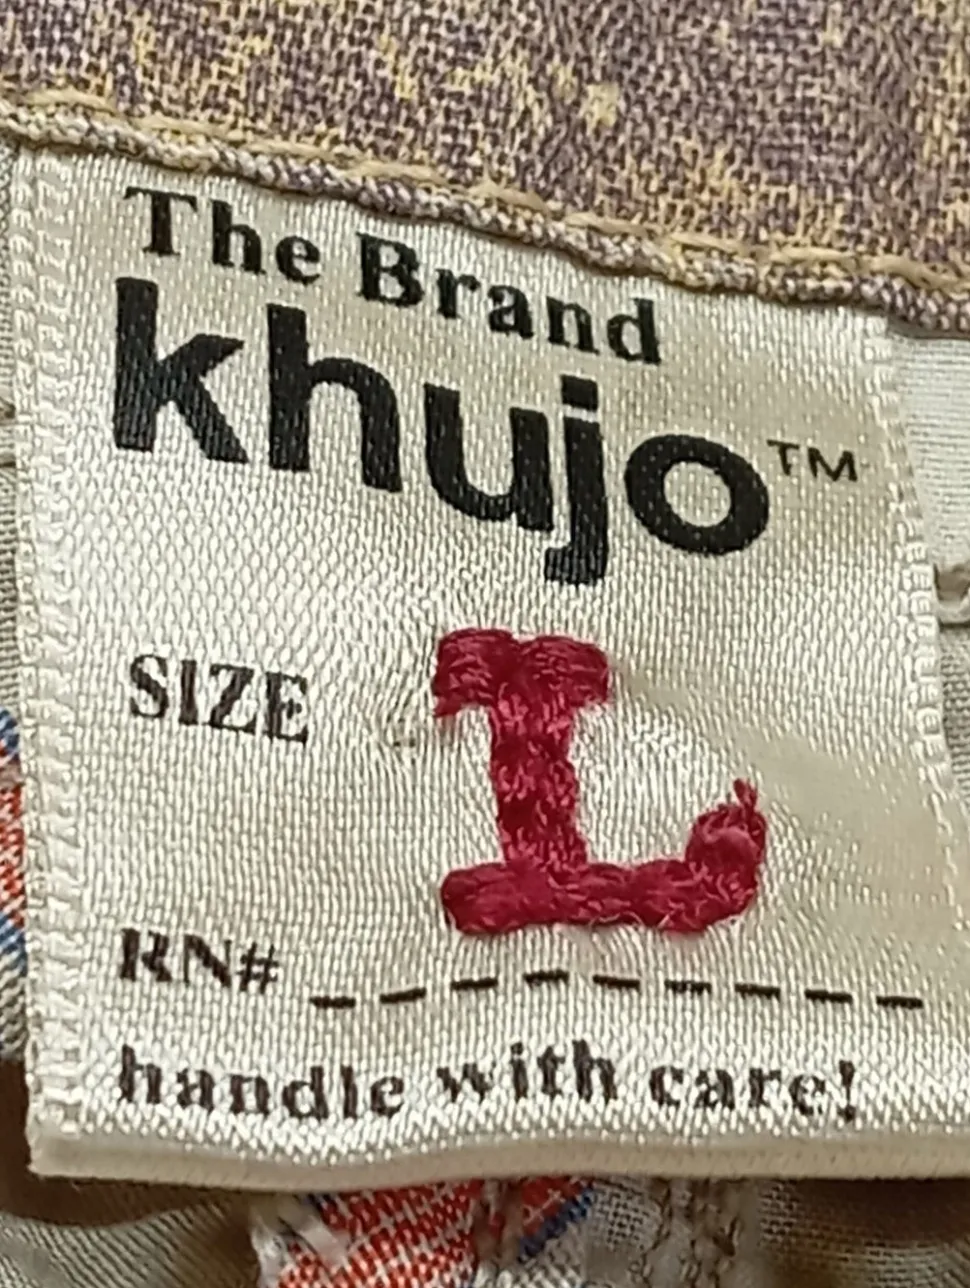 The Brand
khujo™
SIZE L
RN# _ _ _ _ _ _ _ _ _
handle with care!